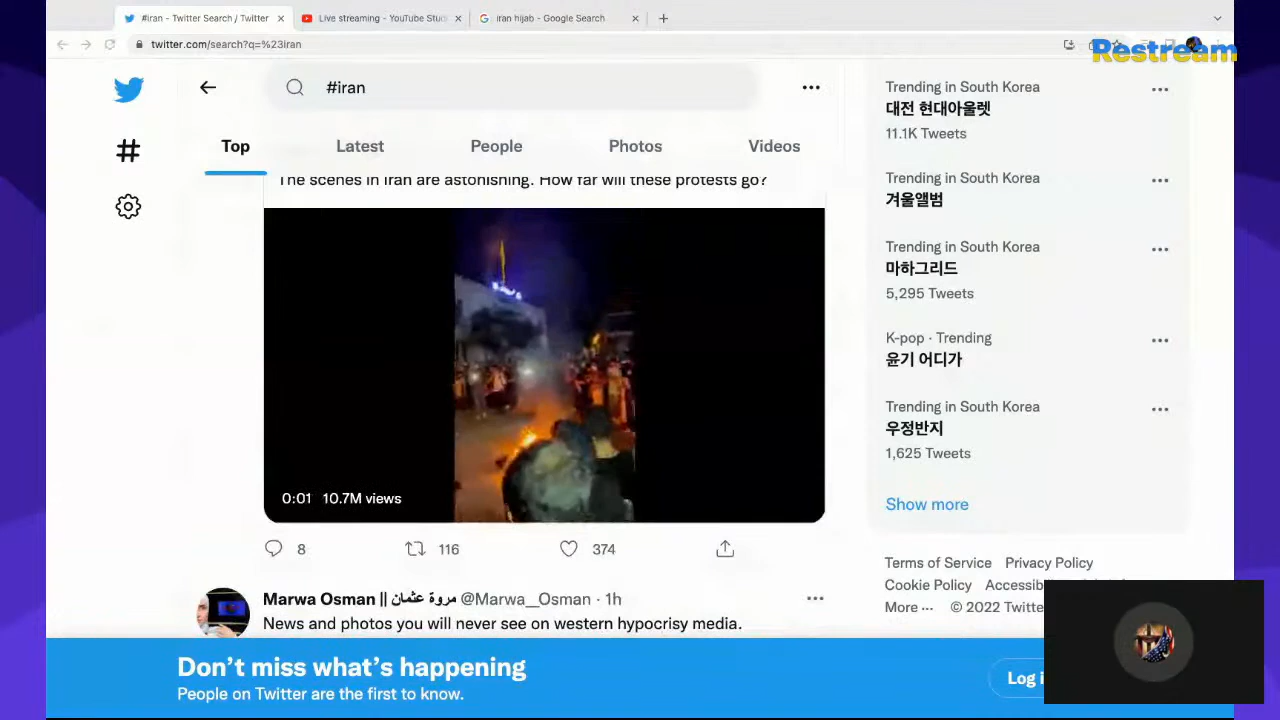 #iran - Twitter Search / Twitter
Live streaming - YouTube Stud
iran hijab - Google Search
twitter.com/search?q=%23iran
Restream
#iran
Top
Latest
People
Photos
Videos
The scenes in Iran are astonishing. How far will these protests go?
0:01 10.7M views
8
116
374
Marwa Osman || مروة عثمان @Marwa__Osman · 1h
News and photos you will never see on western hypocrisy media.
Trending in South Korea
대전 현대아울렛
11.1K Tweets
Trending in South Korea
겨울앨범
Trending in South Korea
마하그리드
5,295 Tweets
K-pop · Trending
윤기 어디가
Trending in South Korea
우정반지
1,625 Tweets
Show more
Terms of Service Privacy Policy
Cookie Policy
More ··· © 2022 Twitte
Don't miss what's happening
People on Twitter are the first to know.
Log i